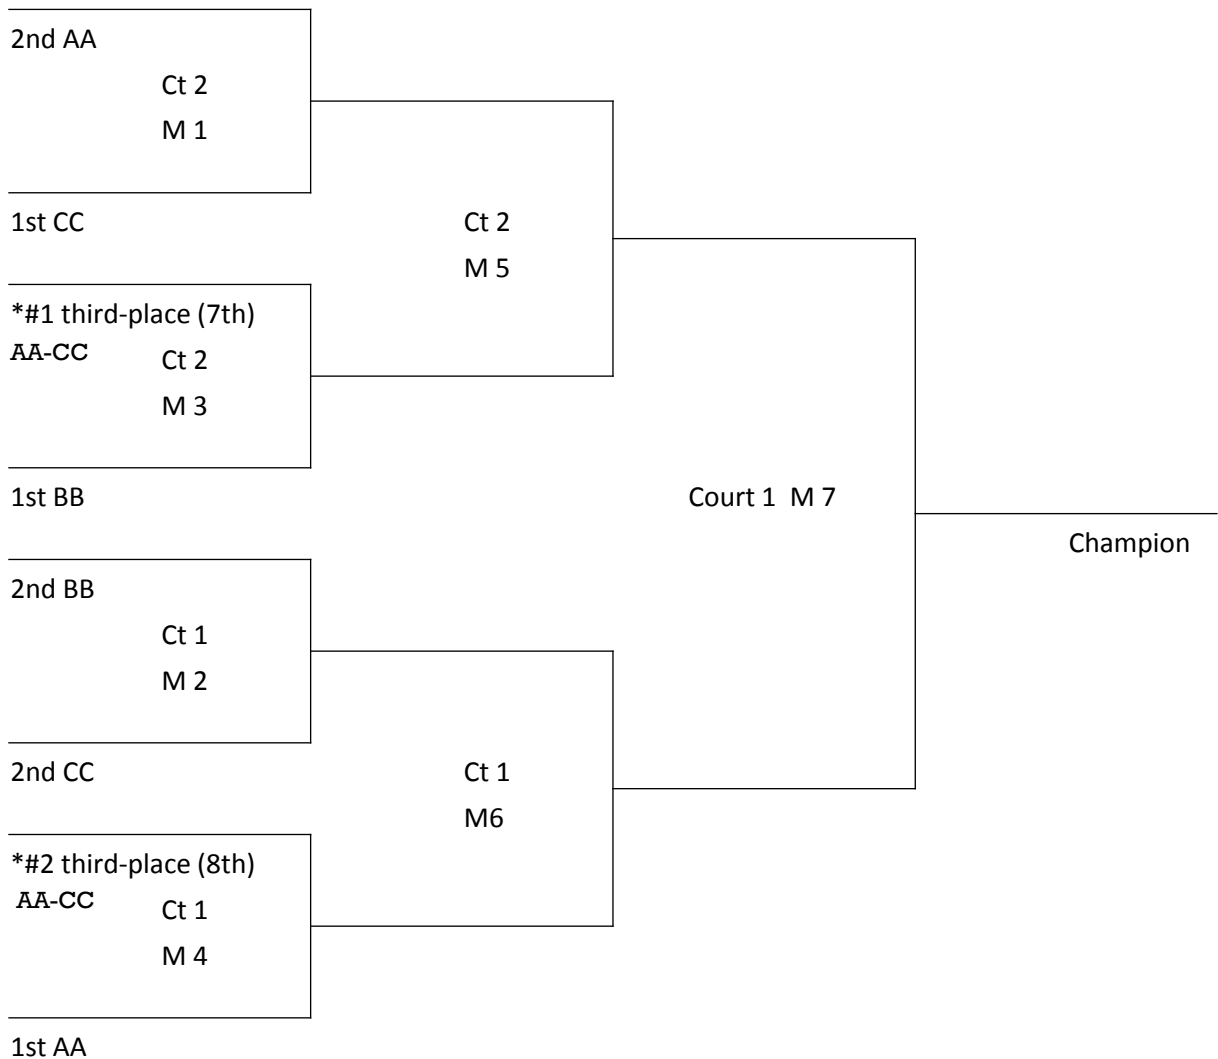 2nd AA
Ct 2
M 1
1st CC
Ct 2
M 5
*#1 third-place (7th)
AA-CC
Ct 2
M 3
1st BB
Court 1 M 7
Champion
2nd BB
Ct 1
M 2
2nd CC
Ct 1
M6
*#2 third-place (8th)
AA-CC
Ct 1
M 4
1st AA